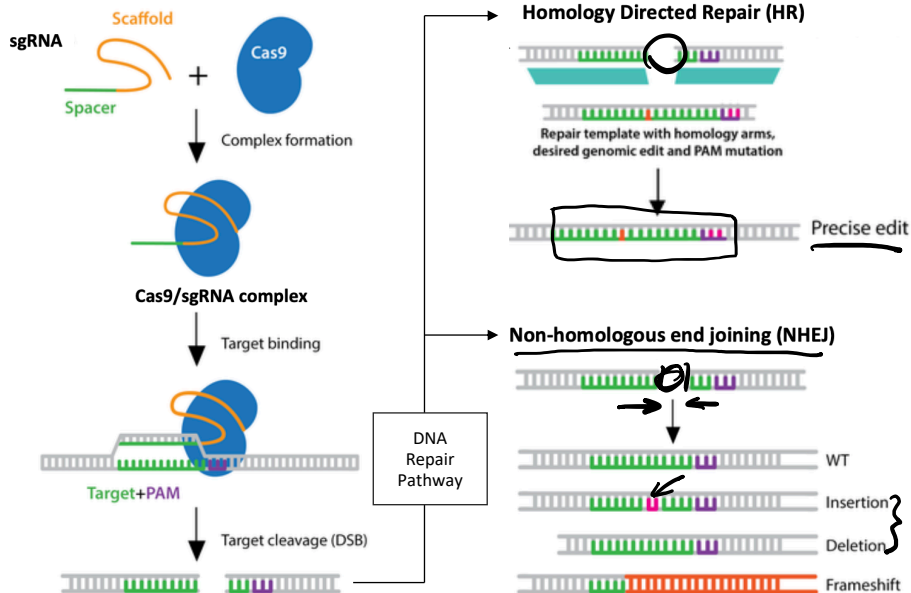 sgRNA
Scaffold
Cas9
+
Spacer
Complex formation
Cas9/sgRNA complex
Target binding
Target+PAM
Target cleavage (DSB)
DNA
Repair
Pathway
Homology Directed Repair (HR)
Repair template with homology arms,
desired genomic edit and PAM mutation
Precise edit
Non-homologous end joining (NHEJ)
WT
Insertion
Deletion
Frameshift